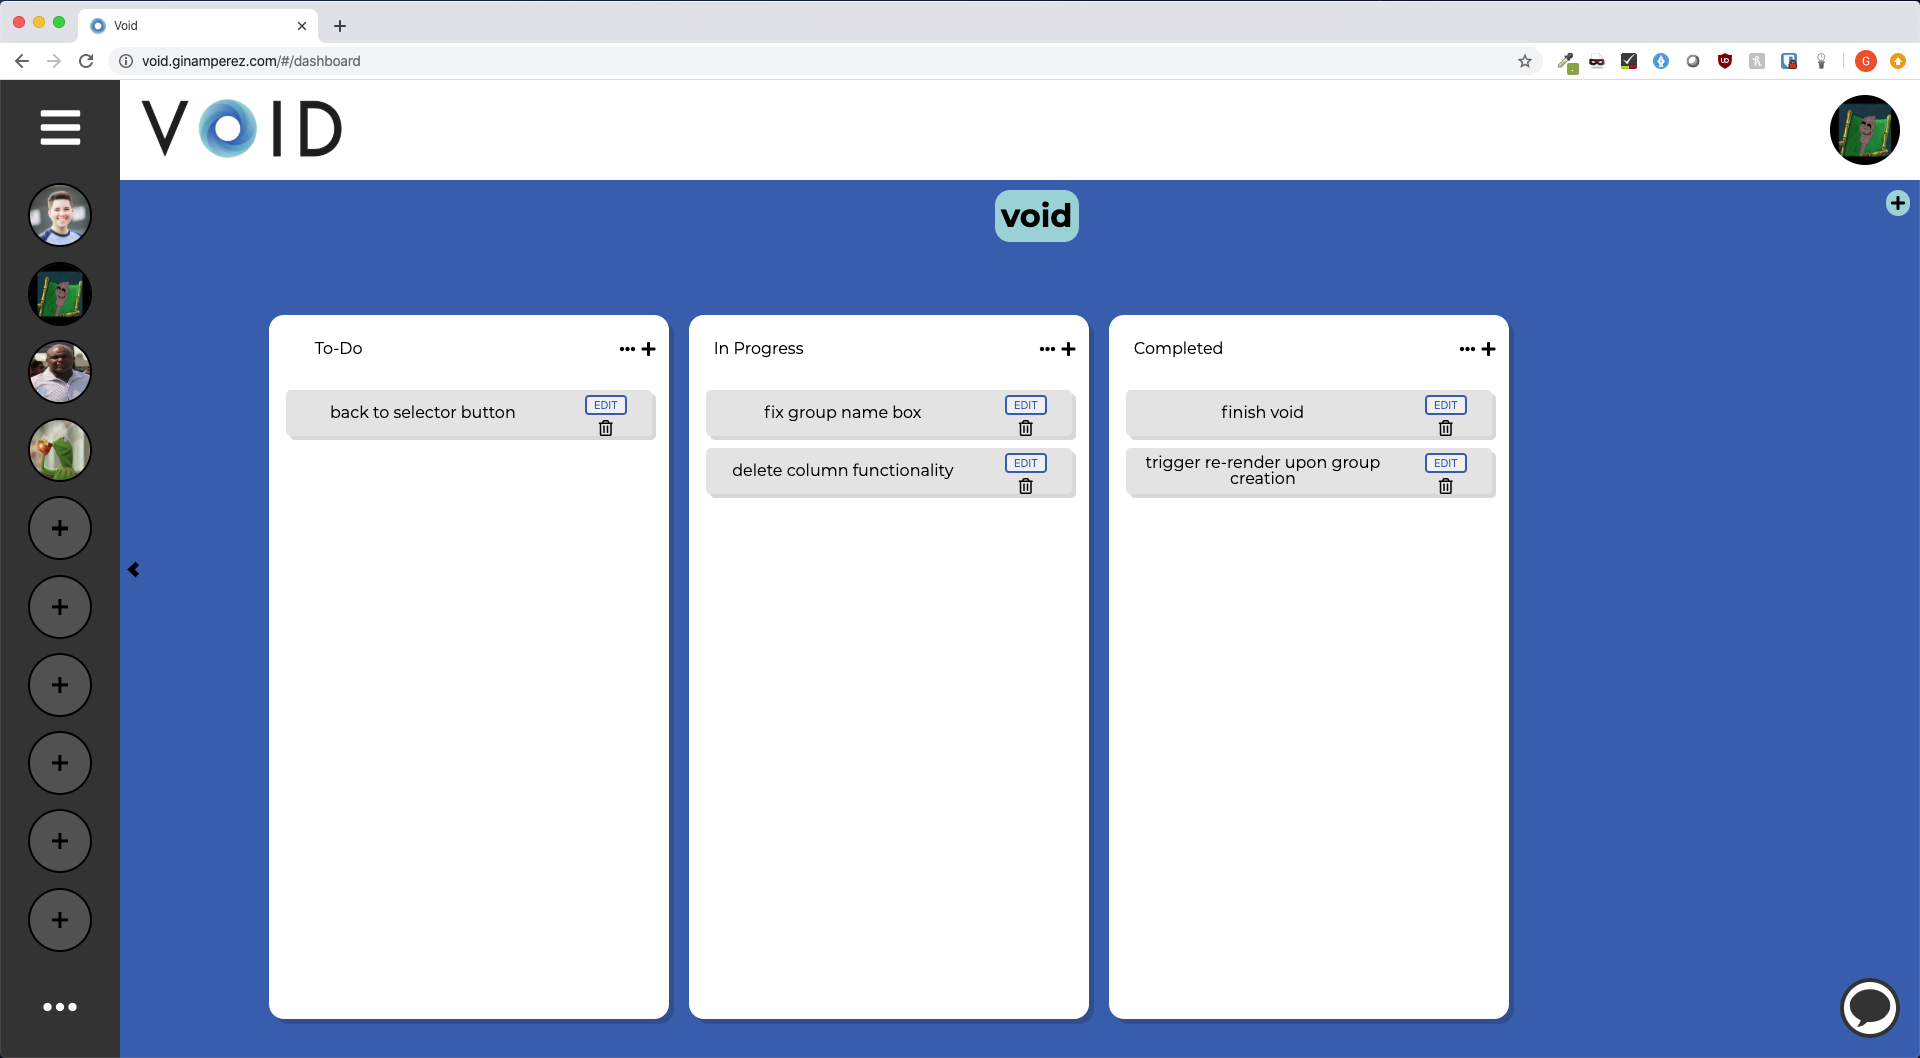 Void
void.ginamperez.com/#/dashboard
G
VOID
void
To-Do
In Progress
Completed
back to selector button
EDIT
fix group name box
EDIT
finish void
EDIT
delete column functionality
EDIT
trigger re-render upon group
creation
EDIT